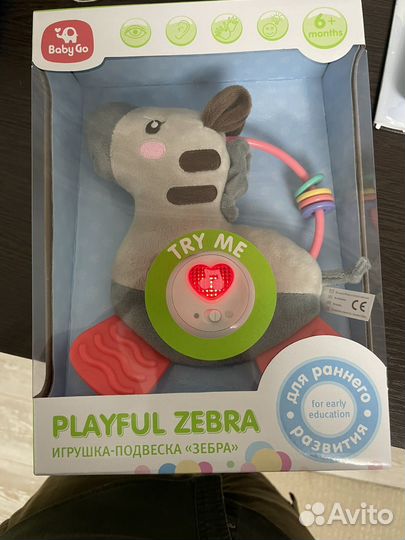 Baby Go
6+
months
TRY ME
CE
PLAYFUL ZEBRA
ИГРУШКА-ПОДВЕСКА «ЗЕБРА»
для раннего
for early
education
развития
Avito